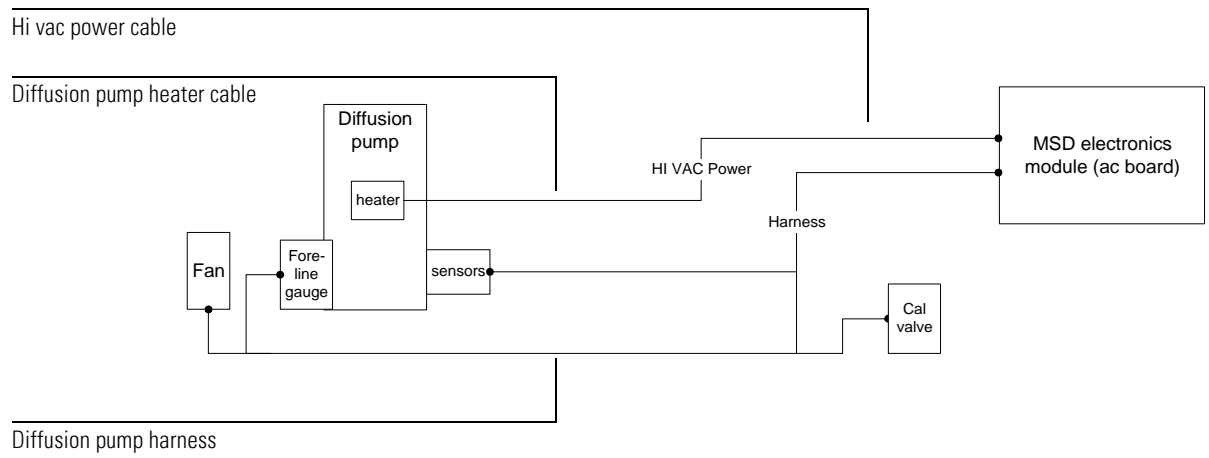 Hi vac power cable
Diffusion pump heater cable
Diffusion
pump
MSD electronics
module (ac board)
HI VAC Power
heater
Harness
Fore-
line
gauge
Fan
sensors
Cal
valve
Diffusion pump harness